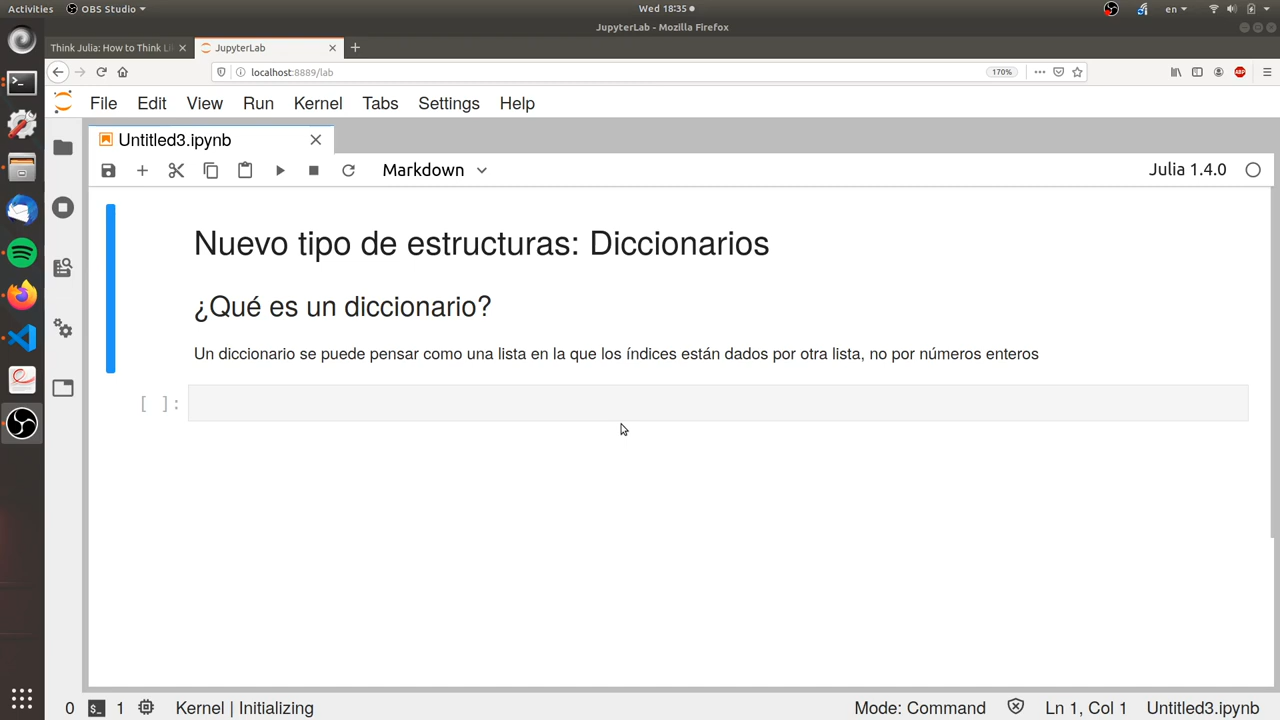 Activities OBS Studio Wed 18:35 en
JupyterLab - Mozilla Firefox
Think Julia: How to Think Li JupyterLab
localhost:8889/lab 170% ABP
File Edit View Run Kernel Tabs Settings Help
Untitled3.ipynb
Markdown Julia 1.4.0
Nuevo tipo de estructuras: Diccionarios
¿Qué es un diccionario?
Un diccionario se puede pensar como una lista en la que los índices están dados por otra lista, no por números enteros
[ ]:
0 $_ 1 Kernel | Initializing Mode: Command Ln 1, Col 1 Untitled3.ipynb